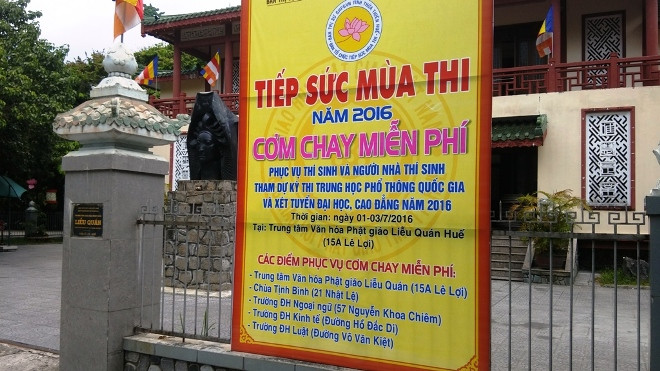 TIẾP SỨC MÙA THI
NĂM 2016
CƠM CHAY MIỄN PHÍ
PHỤC VỤ THÍ SINH VÀ NGƯỜI NHÀ THÍ SINH
THAM DỰ KỲ THI TRUNG HỌC PHỔ THÔNG QUỐC GIA
VÀ XÉT TUYỂN ĐẠI HỌC, CAO ĐẲNG NĂM 2016
Thời gian: ngày 01-03/7/2016
Tại: Trung tâm Văn hóa Phật giáo Liễu Quán Huế
(15A Lê Lợi)
CÁC ĐIỂM PHỤC VỤ CƠM CHAY MIỄN PHÍ:
- Trung tâm Văn hóa Phật giáo Liễu Quán (15A Lê Lợi)
- Chùa Tịnh Bình (21 Nhật Lệ)
- Trường ĐH Ngoại ngữ (57 Nguyễn Khoa Chiêm)
- Trường ĐH Kinh tế (Đường Hồ Đắc Di)
- Trường ĐH Luật (Đường Võ Văn Kiệt)
LIỄU QUÁN